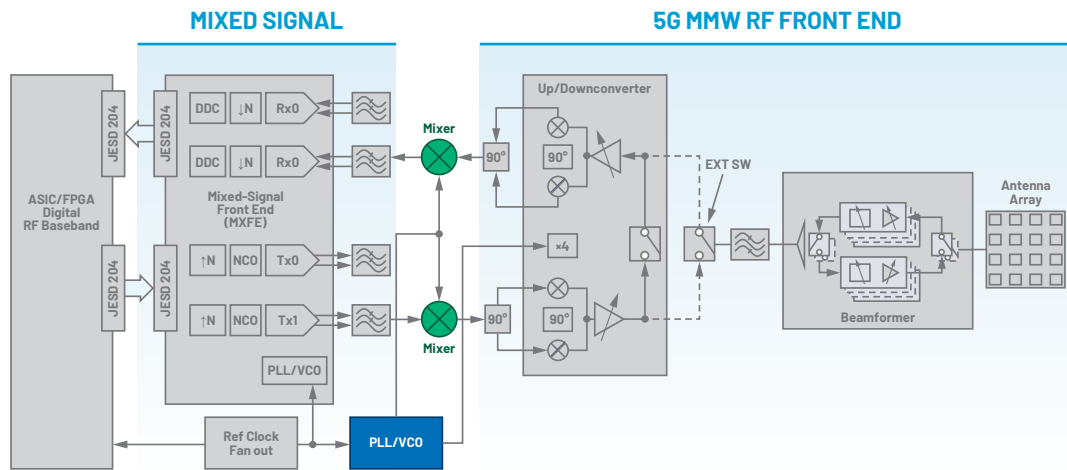 MIXED SIGNAL
5G MMW RF FRONT END
ASIC/FPGA
Digital
RF Baseband
JESD 204
JESD 204
JESD 204
JESD 204
DDC
↓N
Rx0
DDC
↓N
Rx0
Mixed-Signal
Front End
(MXFE)
↑N
NCO
Tx0
↑N
NCO
Tx1
PLL/VCO
Ref Clock
Fan out
PLL/VCO
Mixer
Mixer
90°
90°
Up/Downconverter
90°
×4
90°
EXT SW
Beamformer
Antenna
Array